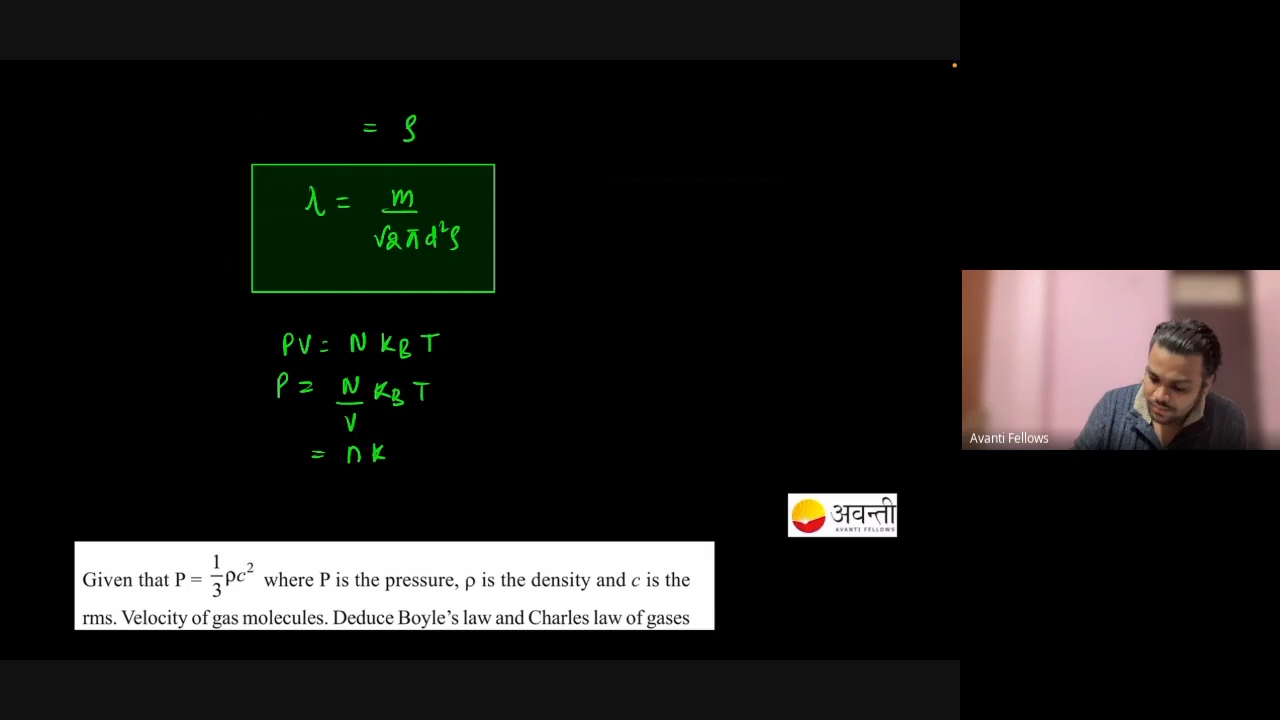 = ρ
λ = m / √2 π d² ρ
PV = N K_B T
P = N/V K_B T
= n K
Avanti Fellows
अवन्ती
AVANTI FELLOWS
Given that P = 1/3 ρc² where P is the pressure, ρ is the density and c is the
rms. Velocity of gas molecules. Deduce Boyle's law and Charles law of gases